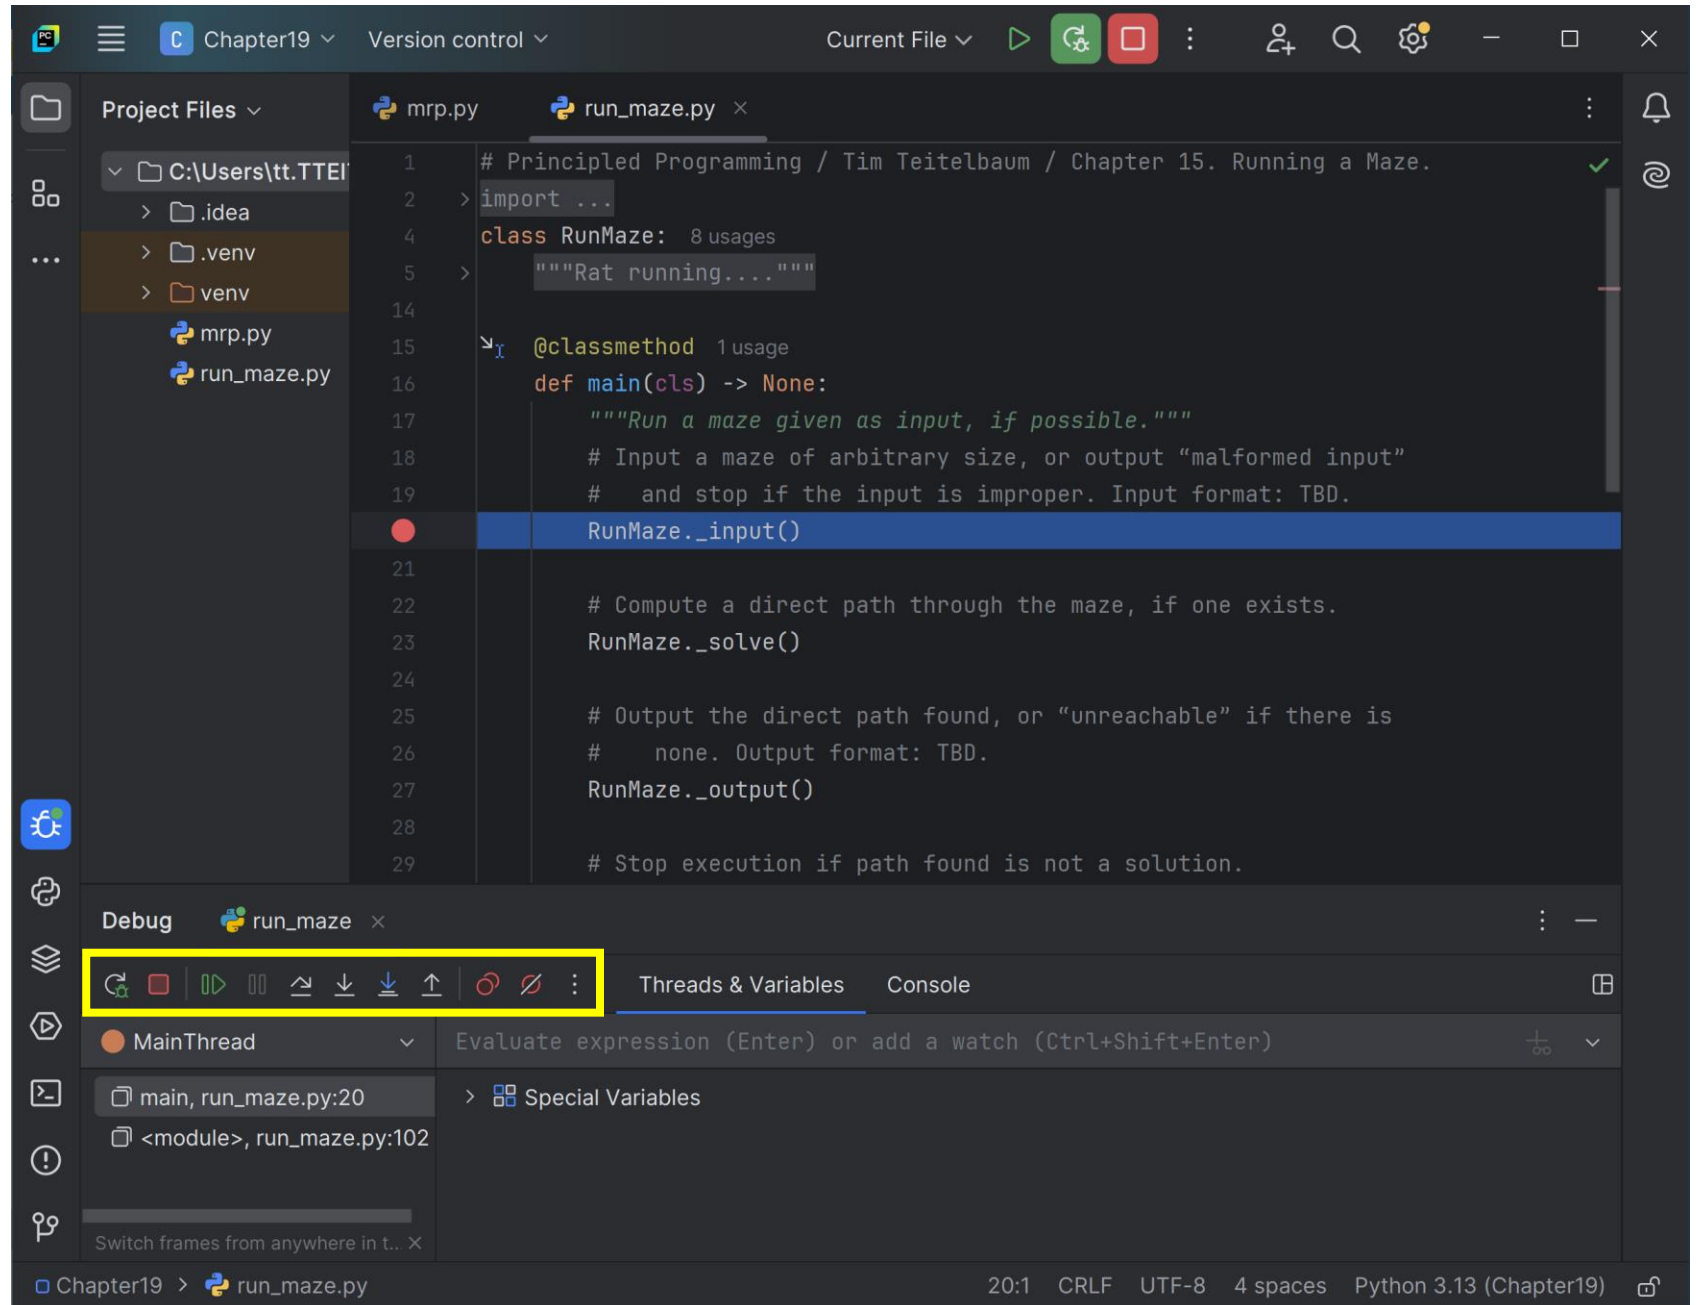 PC
C Chapter19 Version control Current File
Project Files
mrp.py run_maze.py
C:\Users\tt.TTEI
.idea
.venv
venv
mrp.py
run_maze.py
1 # Principled Programming / Tim Teitelbaum / Chapter 15. Running a Maze.
2 import ...
4 class RunMaze: 8 usages
5 """Rat running...."""
14
15 @classmethod 1 usage
16 def main(cls) -> None:
17 """Run a maze given as input, if possible."""
18 # Input a maze of arbitrary size, or output “malformed input”
19 #   and stop if the input is improper. Input format: TBD.
RunMaze._input()
21
22 # Compute a direct path through the maze, if one exists.
23 RunMaze._solve()
24
25 # Output the direct path found, or “unreachable” if there is
26 #    none. Output format: TBD.
27 RunMaze._output()
28
29 # Stop execution if path found is not a solution.
Debug run_maze
Threads & Variables Console
MainThread Evaluate expression (Enter) or add a watch (Ctrl+Shift+Enter)
main, run_maze.py:20 Special Variables
<module>, run_maze.py:102
Switch frames from anywhere in t...
Chapter19 > run_maze.py 20:1 CRLF UTF-8 4 spaces Python 3.13 (Chapter19)